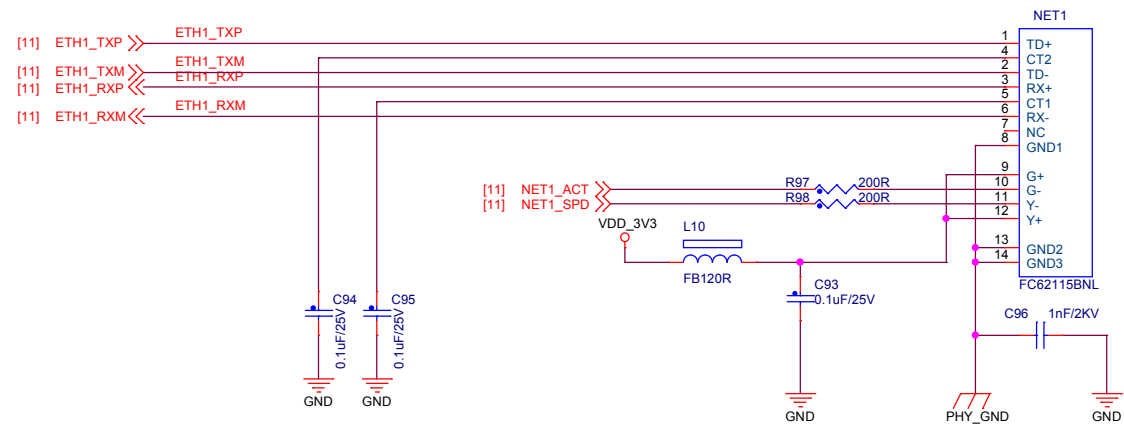 NET1
[11] ETH1_TXP ETH1_TXP 1 TD+
4 CT2
[11] ETH1_TXM ETH1_TXM 2 TD-
[11] ETH1_RXP ETH1_RXP 3 RX+
5 CT1
[11] ETH1_RXM ETH1_RXM 6 RX-
7 NC
8 GND1
9 G+
[11] NET1_ACT R97 200R 10 G-
[11] NET1_SPD R98 200R 11 Y-
12 Y+
VDD_3V3 L10
FB120R
13 GND2
14 GND3
FC62115BNL
C93
0.1uF/25V
C94
0.1uF/25V
C95
0.1uF/25V
C96 1nF/2KV
GND GND GND PHY_GND GND